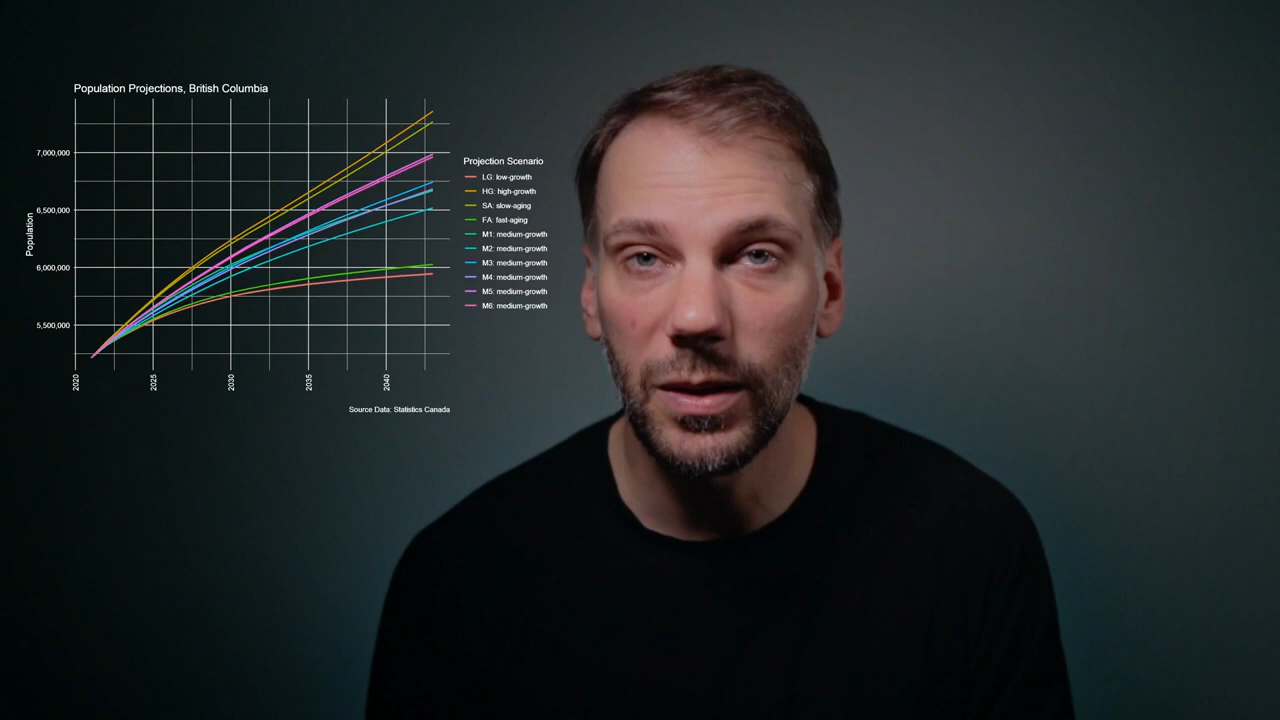 Population Projections, British Columbia
Population
7,000,000
6,500,000
6,000,000
5,500,000
2020
2025
2030
2035
2040
Source Data: Statistics Canada
Projection Scenario
LG: low-growth
HG: high-growth
SA: slow-aging
FA: fast-aging
M1: medium-growth
M2: medium-growth
M3: medium-growth
M4: medium-growth
M5: medium-growth
M6: medium-growth